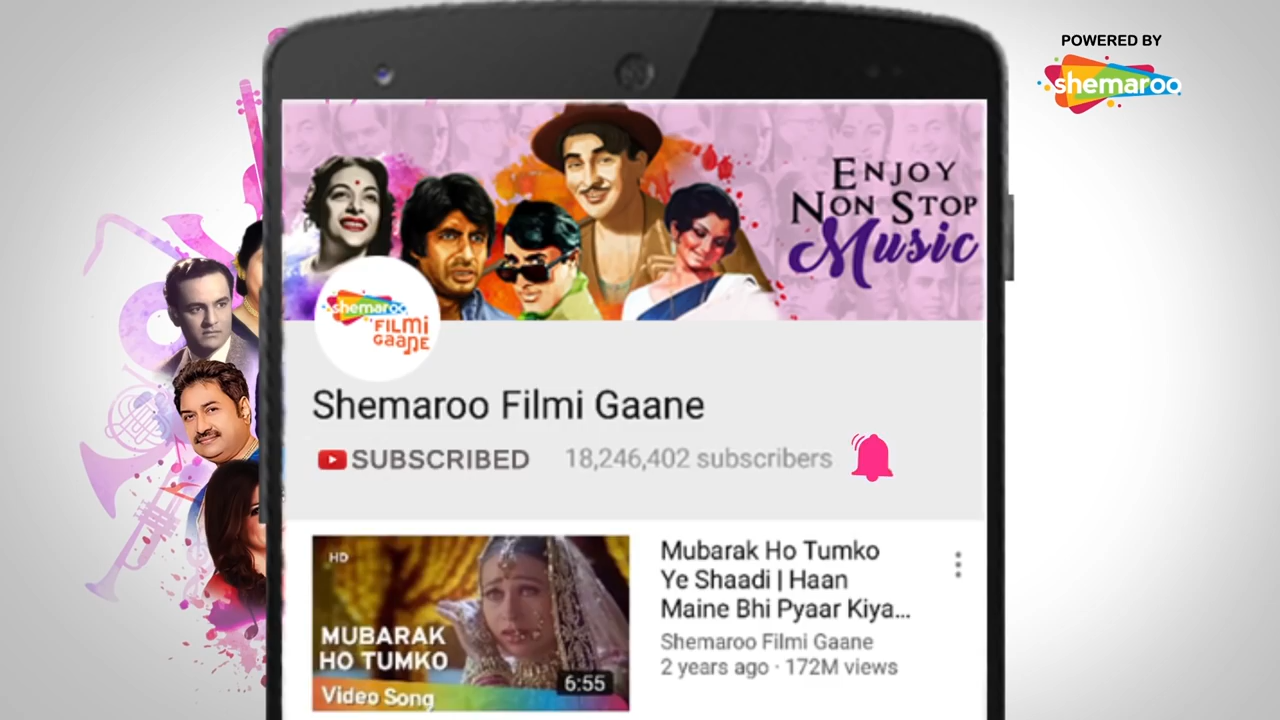 POWERED BY
shemaroo
ENJOY
NON STOP
Music
shemaroo
FILMI
GAANE
Shemaroo Filmi Gaane
SUBSCRIBED 18,246,402 subscribers
HD
MUBARAK
HO TUMKO
6:55
Video Song
Mubarak Ho Tumko
Ye Shaadi | Haan
Maine Bhi Pyaar Kiya...
Shemaroo Filmi Gaane
2 years ago · 172M views